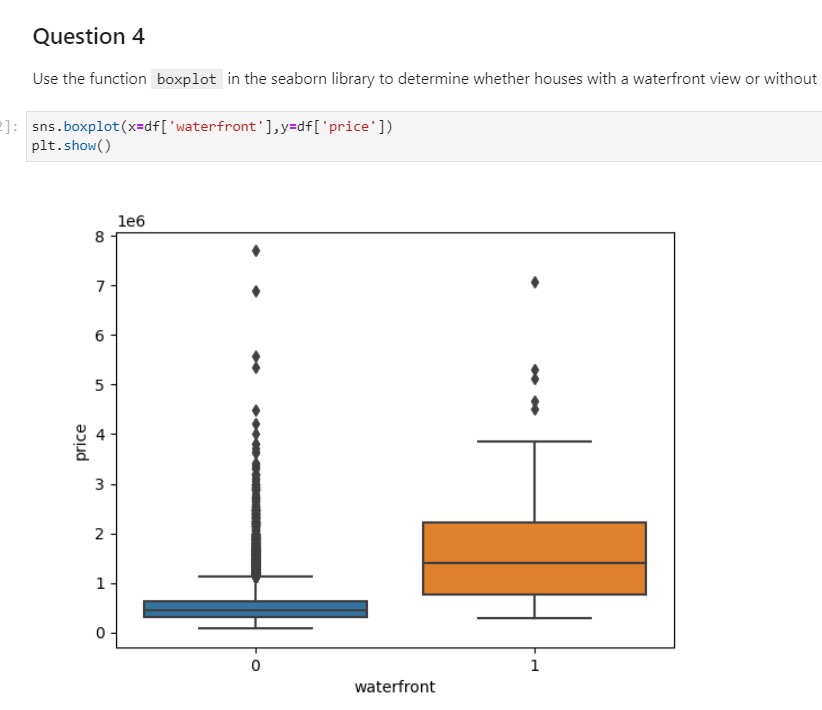 Question 4
Use the function boxplot in the seaborn library to determine whether houses with a waterfront view or without
]: sns.boxplot(x=df['waterfront'],y=df['price'])
plt.show()
1e6
8
7
6
5
4
3
2
1
0
price
0 1
waterfront